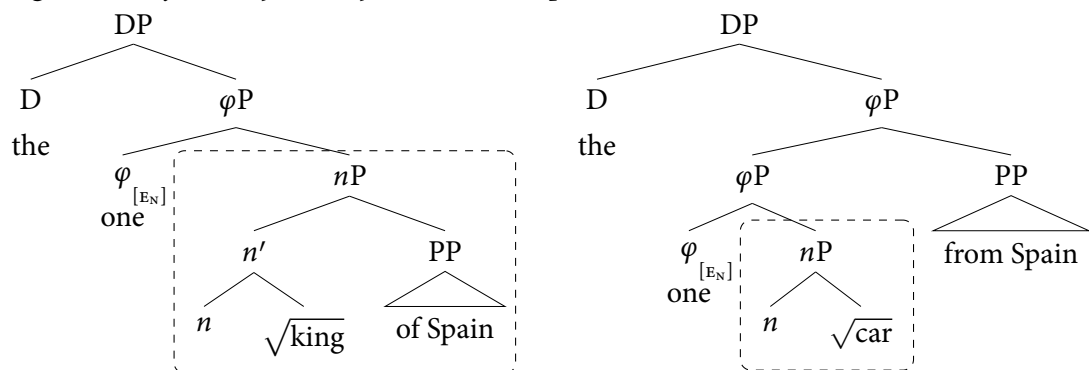 DP DP
D φP D φP
the the
φ[EN] nP φP PP
one
n′ PP φ[EN] nP from Spain
one
n √king of Spain n √car